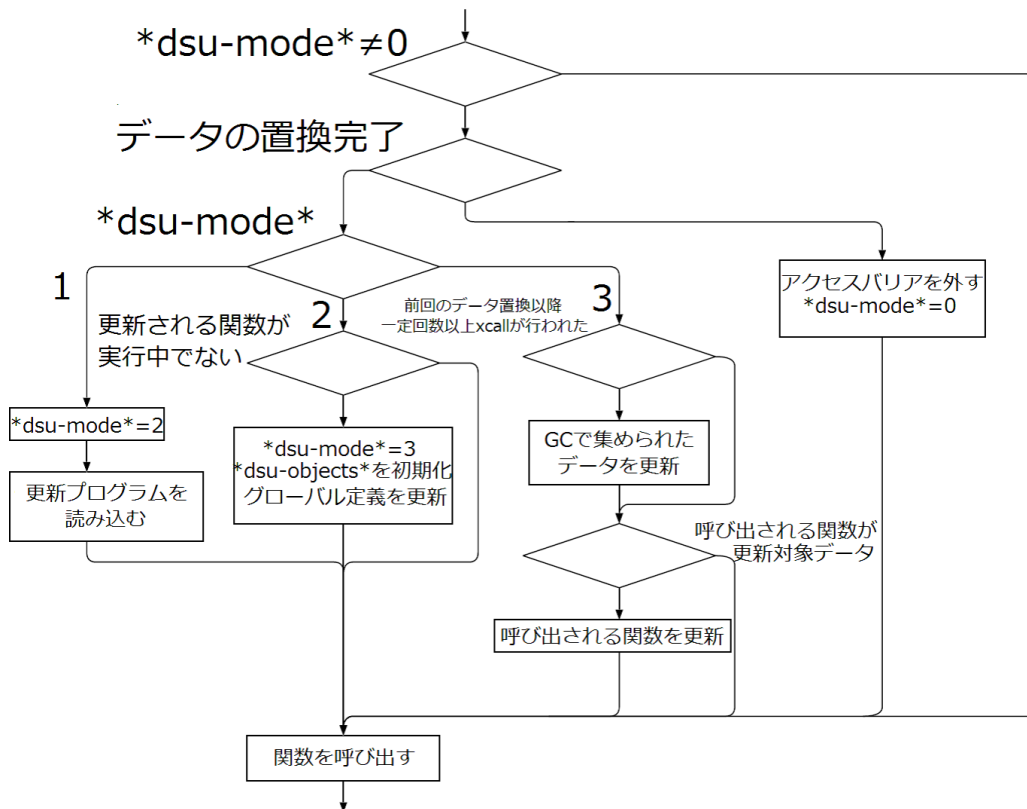 *dsu-mode*≠0
データの置換完了
*dsu-mode*
1
更新される関数が
実行中でない
2
前回のデータ置換以降
一定回数以上xcallが行われた
3
アクセスバリアを外す
*dsu-mode*=0
*dsu-mode*=2
更新プログラムを
読み込む
*dsu-mode*=3
*dsu-objects*を初期化
グローバル定義を更新
GCで集められた
データを更新
呼び出される関数が
更新対象データ
呼び出される関数を更新
関数を呼び出す